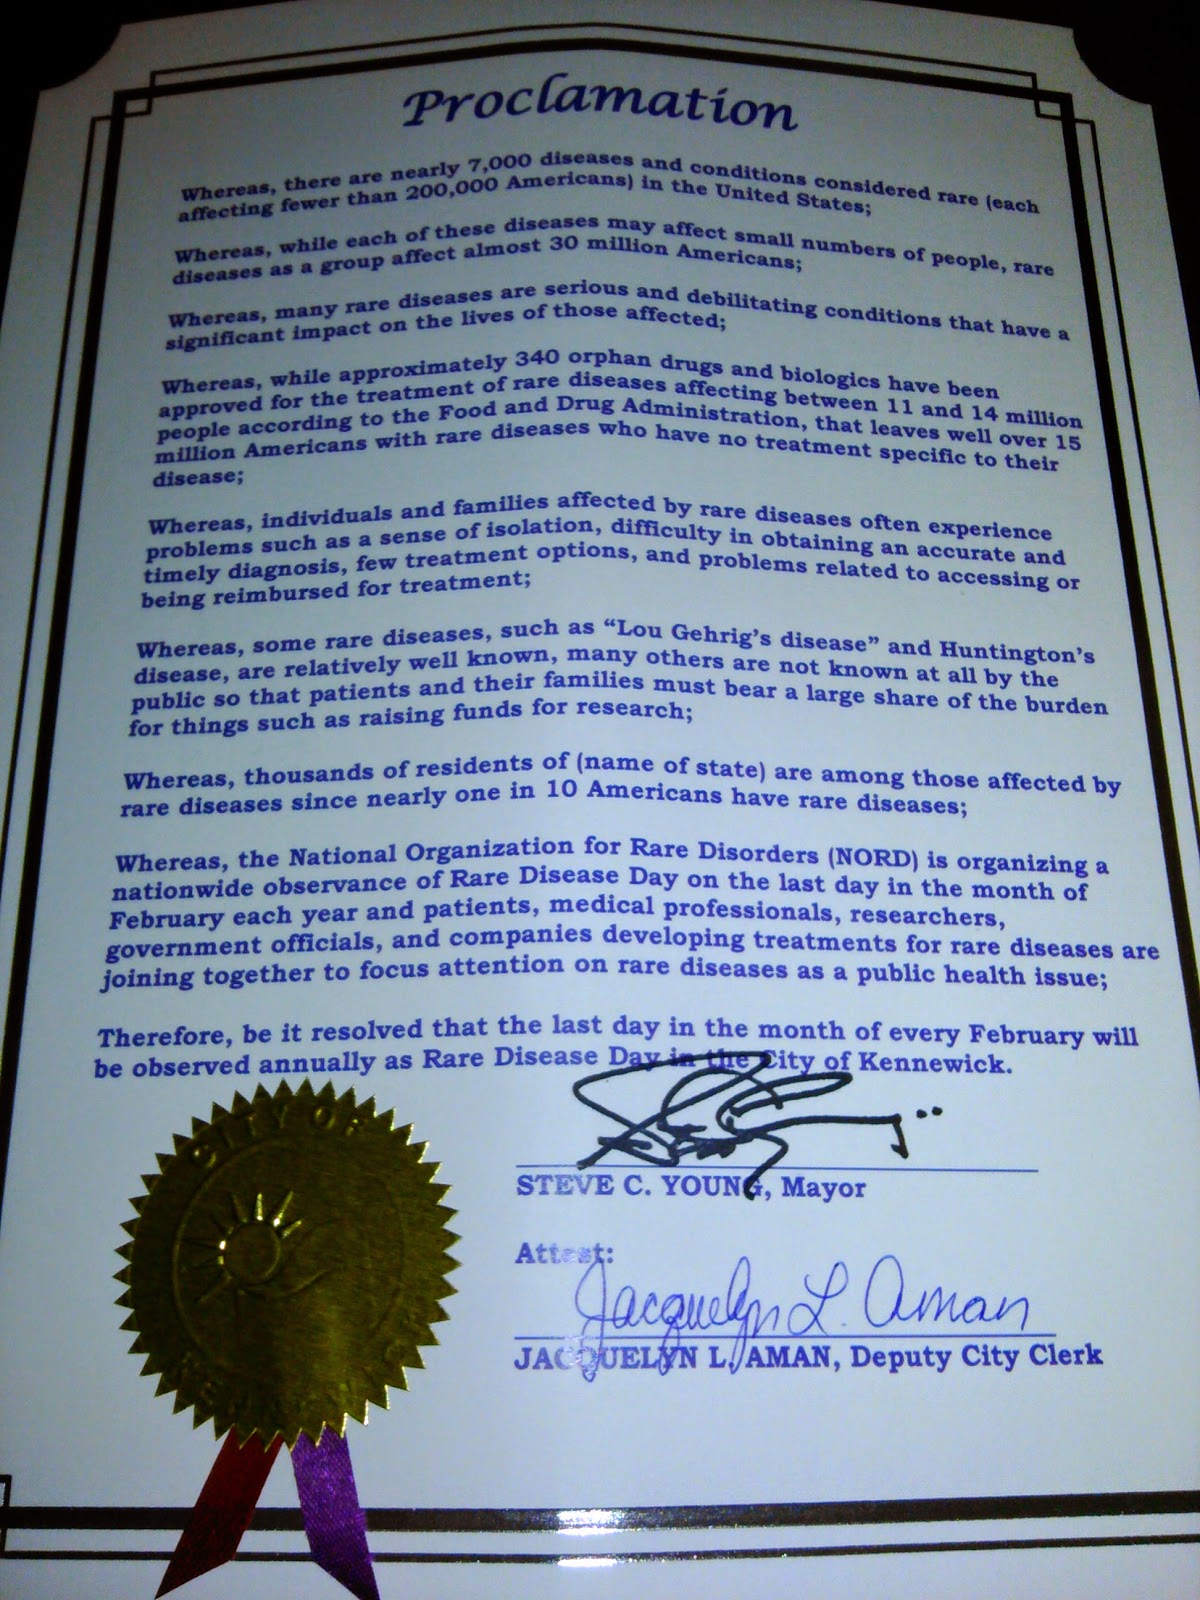 Proclamation
Whereas, there are nearly 7,000 diseases and conditions considered rare (each
affecting fewer than 200,000 Americans) in the United States;
Whereas, while each of these diseases may affect small numbers of people, rare
diseases as a group affect almost 30 million Americans;
Whereas, many rare diseases are serious and debilitating conditions that have a
significant impact on the lives of those affected;
Whereas, while approximately 340 orphan drugs and biologics have been
approved for the treatment of rare diseases affecting between 11 and 14 million
people according to the Food and Drug Administration, that leaves well over 15
million Americans with rare diseases who have no treatment specific to their
disease;
Whereas, individuals and families affected by rare diseases often experience
problems such as a sense of isolation, difficulty in obtaining an accurate and
timely diagnosis, few treatment options, and problems related to accessing or
being reimbursed for treatment;
Whereas, some rare diseases, such as “Lou Gehrig’s disease” and Huntington’s
disease, are relatively well known, many others are not known at all by the
public so that patients and their families must bear a large share of the burden
for things such as raising funds for research;
Whereas, thousands of residents of (name of state) are among those affected by
rare diseases since nearly one in 10 Americans have rare diseases;
Whereas, the National Organization for Rare Disorders (NORD) is organizing a
nationwide observance of Rare Disease Day on the last day in the month of
February each year and patients, medical professionals, researchers,
government officials, and companies developing treatments for rare diseases are
joining together to focus attention on rare diseases as a public health issue;
Therefore, be it resolved that the last day in the month of every February will
be observed annually as Rare Disease Day in the City of Kennewick.
STEVE C. YOUNG, Mayor
Attest:
Jacquelyn L. Aman
JACQUELYN L. AMAN, Deputy City Clerk
CITY OF